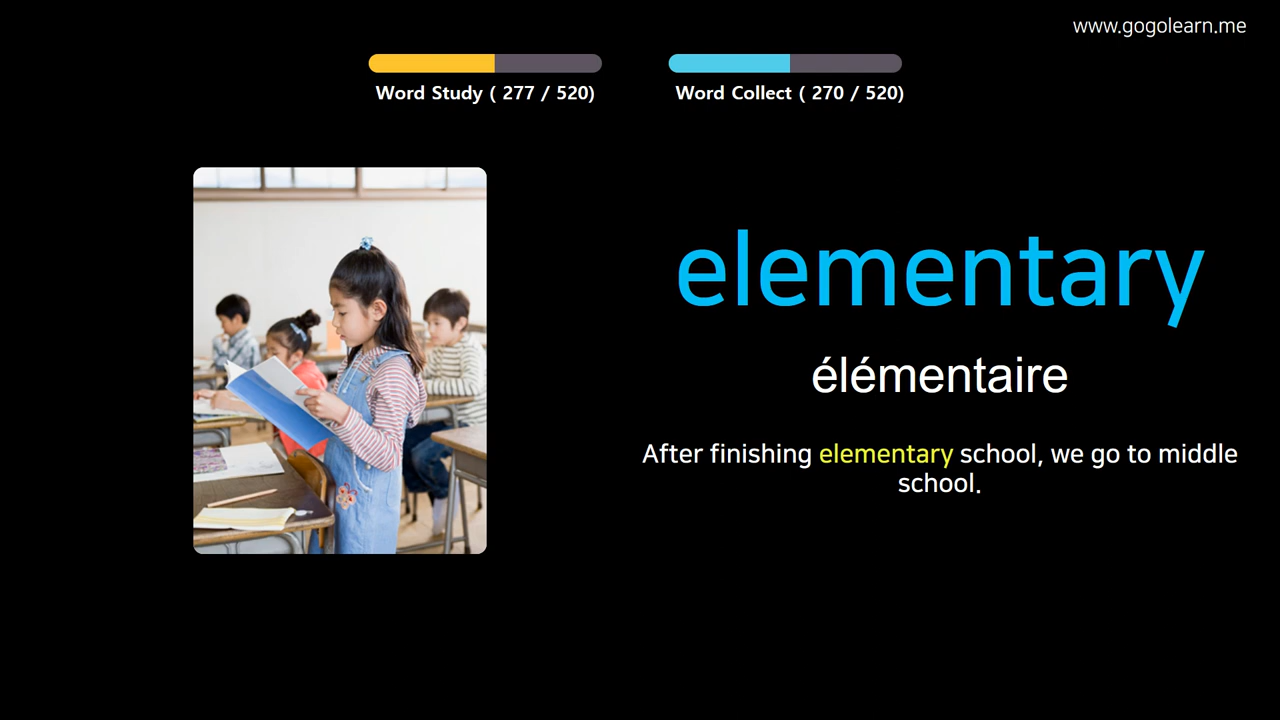 www.gogolearn.me
Word Study ( 277 / 520)
Word Collect ( 270 / 520)
elementary
élémentaire
After finishing elementary school, we go to middle
school.